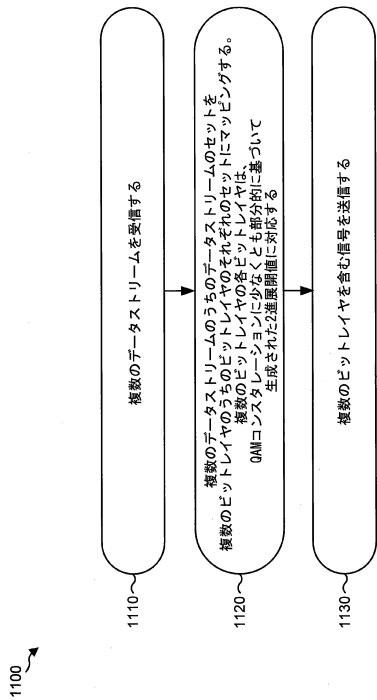 1100
1110
複数のデータストリームを受信する
1120
複数のデータストリームのうちのデータストリームのセットを
複数のビットレイヤのうちのビットレイヤのそれぞれのセットにマッピングする。
複数のビットレイヤの各ビットレイヤは、
QAMコンスタレーションに少なくとも部分的に基づいて
生成された2進展開値に対応する
1130
複数のビットレイヤを含む信号を送信する